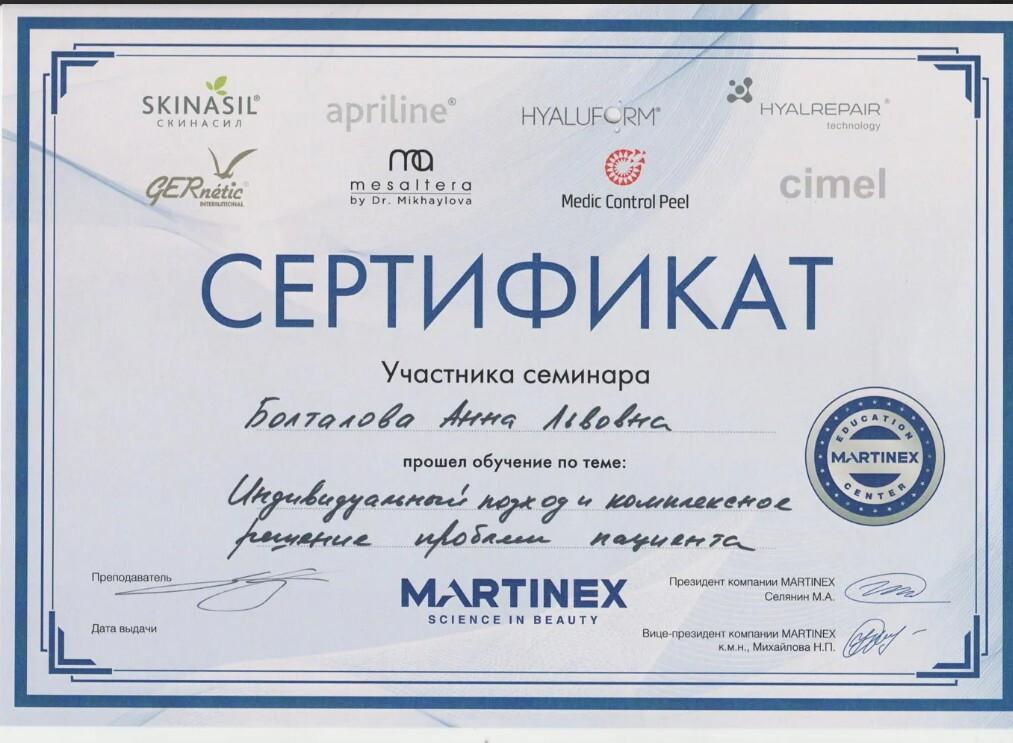 SKINASIL®
СКИНАСИЛ
apriline®
HYALUFORM®
HYALREPAIR®
technology
GERnétic®
INTERNATIONAL
ma
mesaltera
by Dr. Mikhaylova
Medic Control Peel
cimel
СЕРТИФИКАТ
Участника семинара
Болталова Анна Львовна
прошел обучение по теме:
Индивидуальный подход и комплексное
решение проблем пациента
EDUCATION
MARTINEX
CENTER
Преподаватель
Дата выдачи
MARTINEX
SCIENCE IN BEAUTY
Президент компании MARTINEX
Селянин М.А.
Вице-президент компании MARTINEX
к.м.н., Михайлова Н.П.